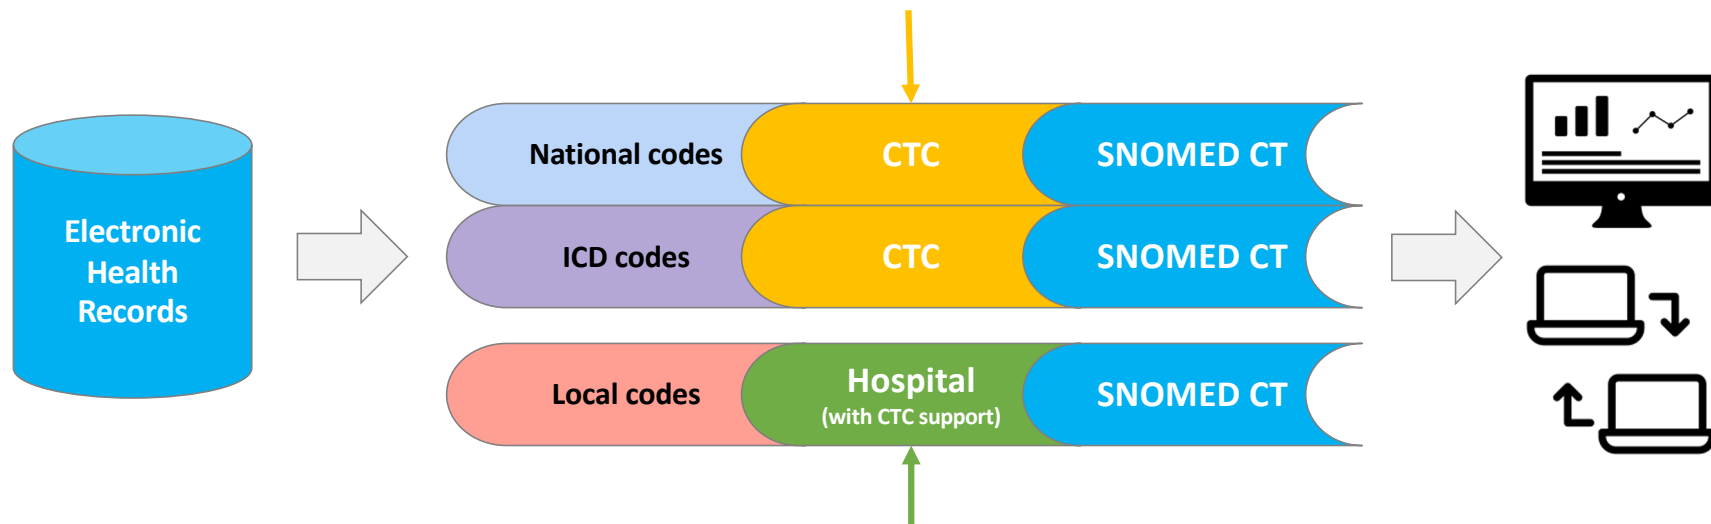 Electronic
Health
Records
National codes
CTC
SNOMED CT
ICD codes
CTC
SNOMED CT
Local codes
Hospital
(with CTC support)
SNOMED CT